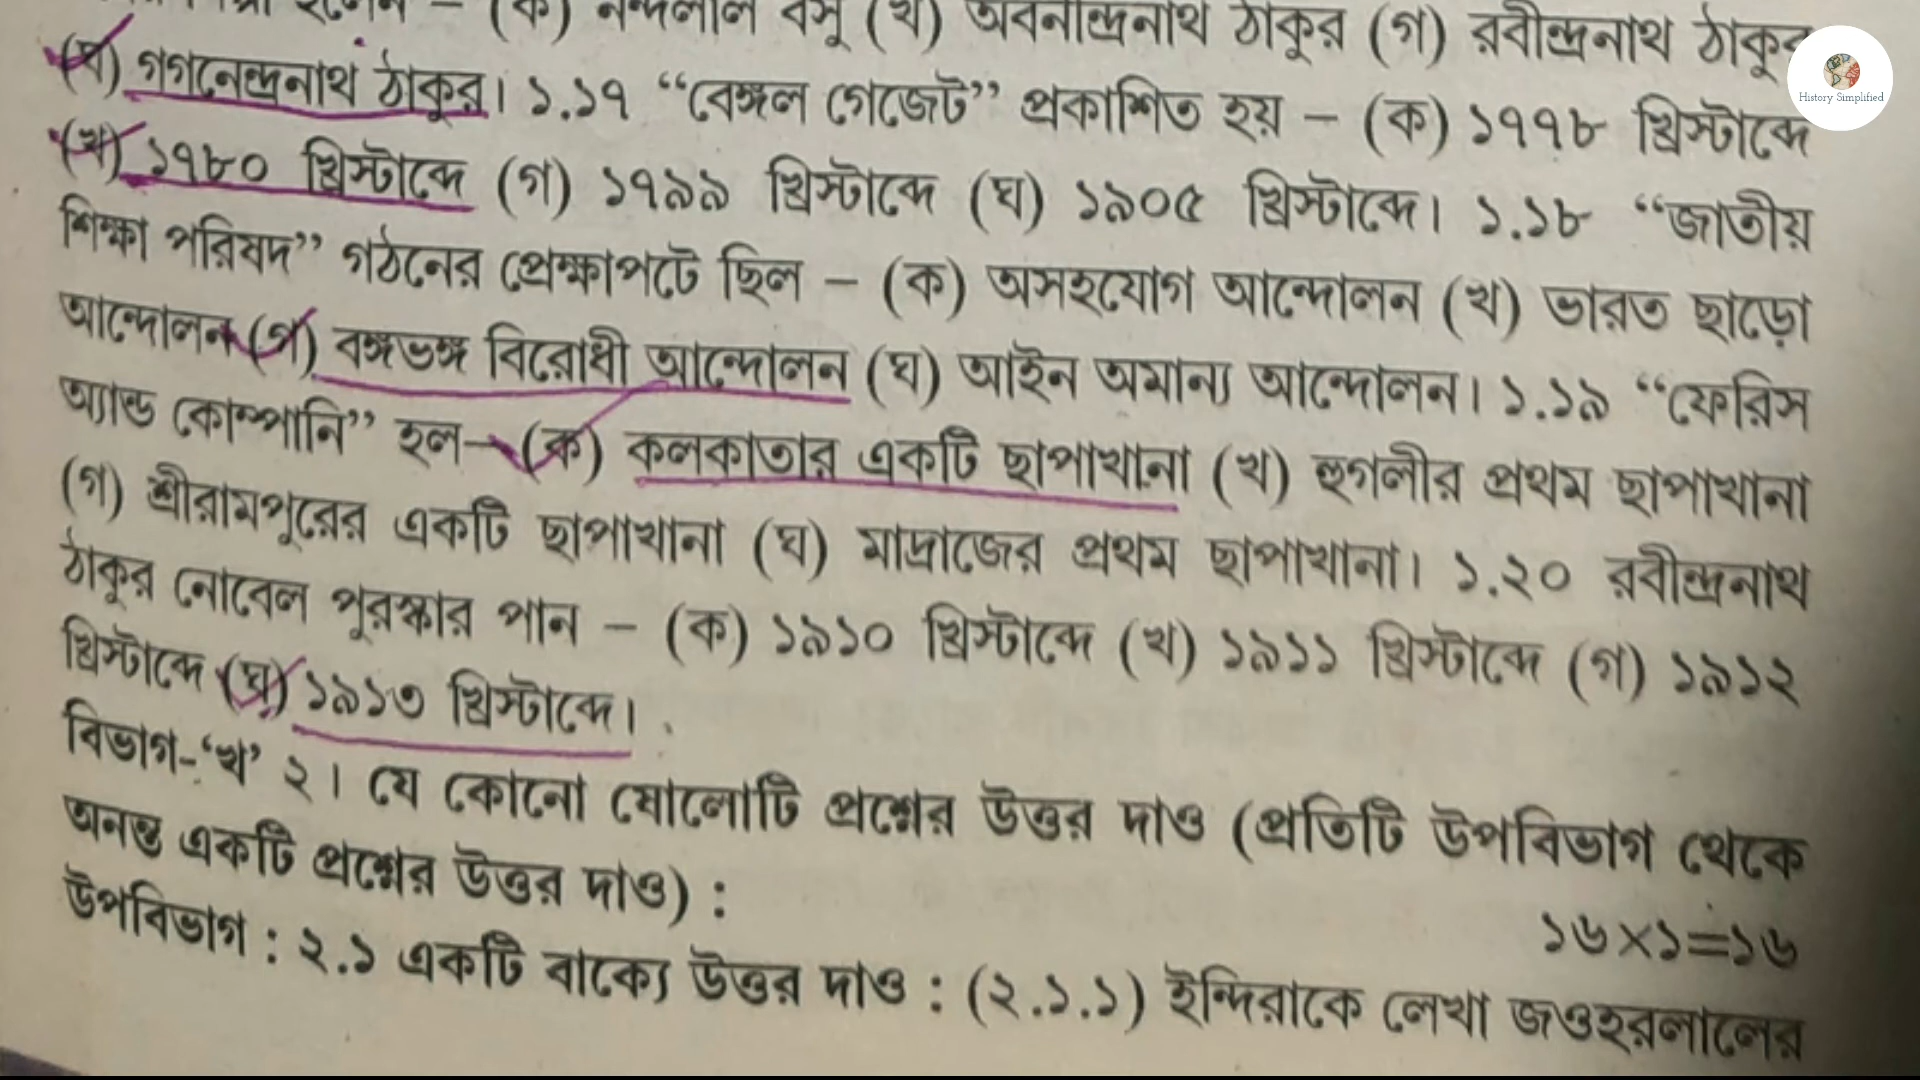 হলেন – (ক) নন্দলাল বসু (খ) অবনীন্দ্রনাথ ঠাকুর (গ) রবীন্দ্রনাথ ঠাকুর
(ঘ) গগনেন্দ্রনাথ ঠাকুর। ১.১৭ “বেঙ্গল গেজেট” প্রকাশিত হয় – (ক) ১৭৭৮ খ্রিস্টাব্দে
(খ) ১৭৮০ খ্রিস্টাব্দে (গ) ১৭৯৯ খ্রিস্টাব্দে (ঘ) ১৯০৫ খ্রিস্টাব্দে। ১.১৮ “জাতীয়
শিক্ষা পরিষদ” গঠনের প্রেক্ষাপটে ছিল – (ক) অসহযোগ আন্দোলন (খ) ভারত ছাড়ো
আন্দোলন (গ) বঙ্গভঙ্গ বিরোধী আন্দোলন (ঘ) আইন অমান্য আন্দোলন। ১.১৯ “ফেরিস
অ্যান্ড কোম্পানি” হল– (ক) কলকাতার একটি ছাপাখানা (খ) হুগলীর প্রথম ছাপাখানা
(গ) শ্রীরামপুরের একটি ছাপাখানা (ঘ) মাদ্রাজের প্রথম ছাপাখানা। ১.২০ রবীন্দ্রনাথ
ঠাকুর নোবেল পুরস্কার পান – (ক) ১৯১০ খ্রিস্টাব্দে (খ) ১৯১১ খ্রিস্টাব্দে (গ) ১৯১২
খ্রিস্টাব্দে (ঘ) ১৯১৩ খ্রিস্টাব্দে।
বিভাগ-‘খ’ ২। যে কোনো ষোলোটি প্রশ্নের উত্তর দাও (প্রতিটি উপবিভাগ থেকে
অনন্ত একটি প্রশ্নের উত্তর দাও) :
১৬×১=১৬
উপবিভাগ : ২.১ একটি বাক্যে উত্তর দাও : (২.১.১) ইন্দিরাকে লেখা জওহরলালের
History Simplified